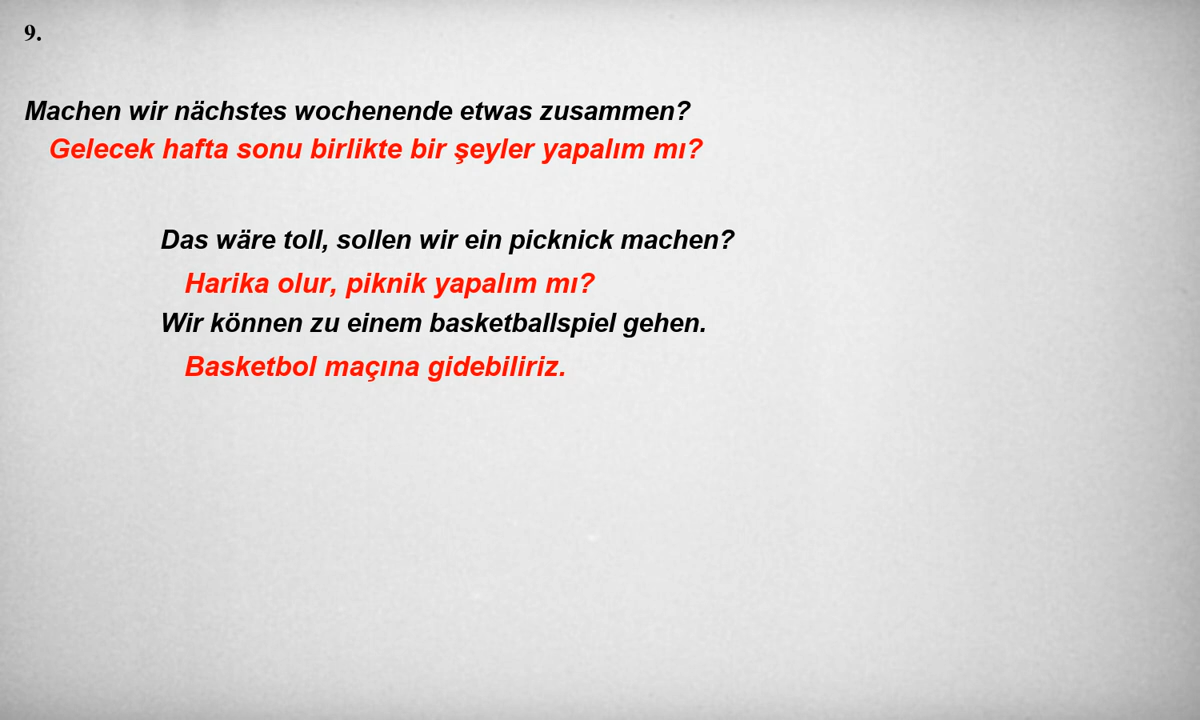 9.
Machen wir nächstes wochenende etwas zusammen?
Gelecek hafta sonu birlikte bir şeyler yapalım mı?
Das wäre toll, sollen wir ein picknick machen?
Harika olur, piknik yapalım mı?
Wir können zu einem basketballspiel gehen.
Basketbol maçına gidebiliriz.